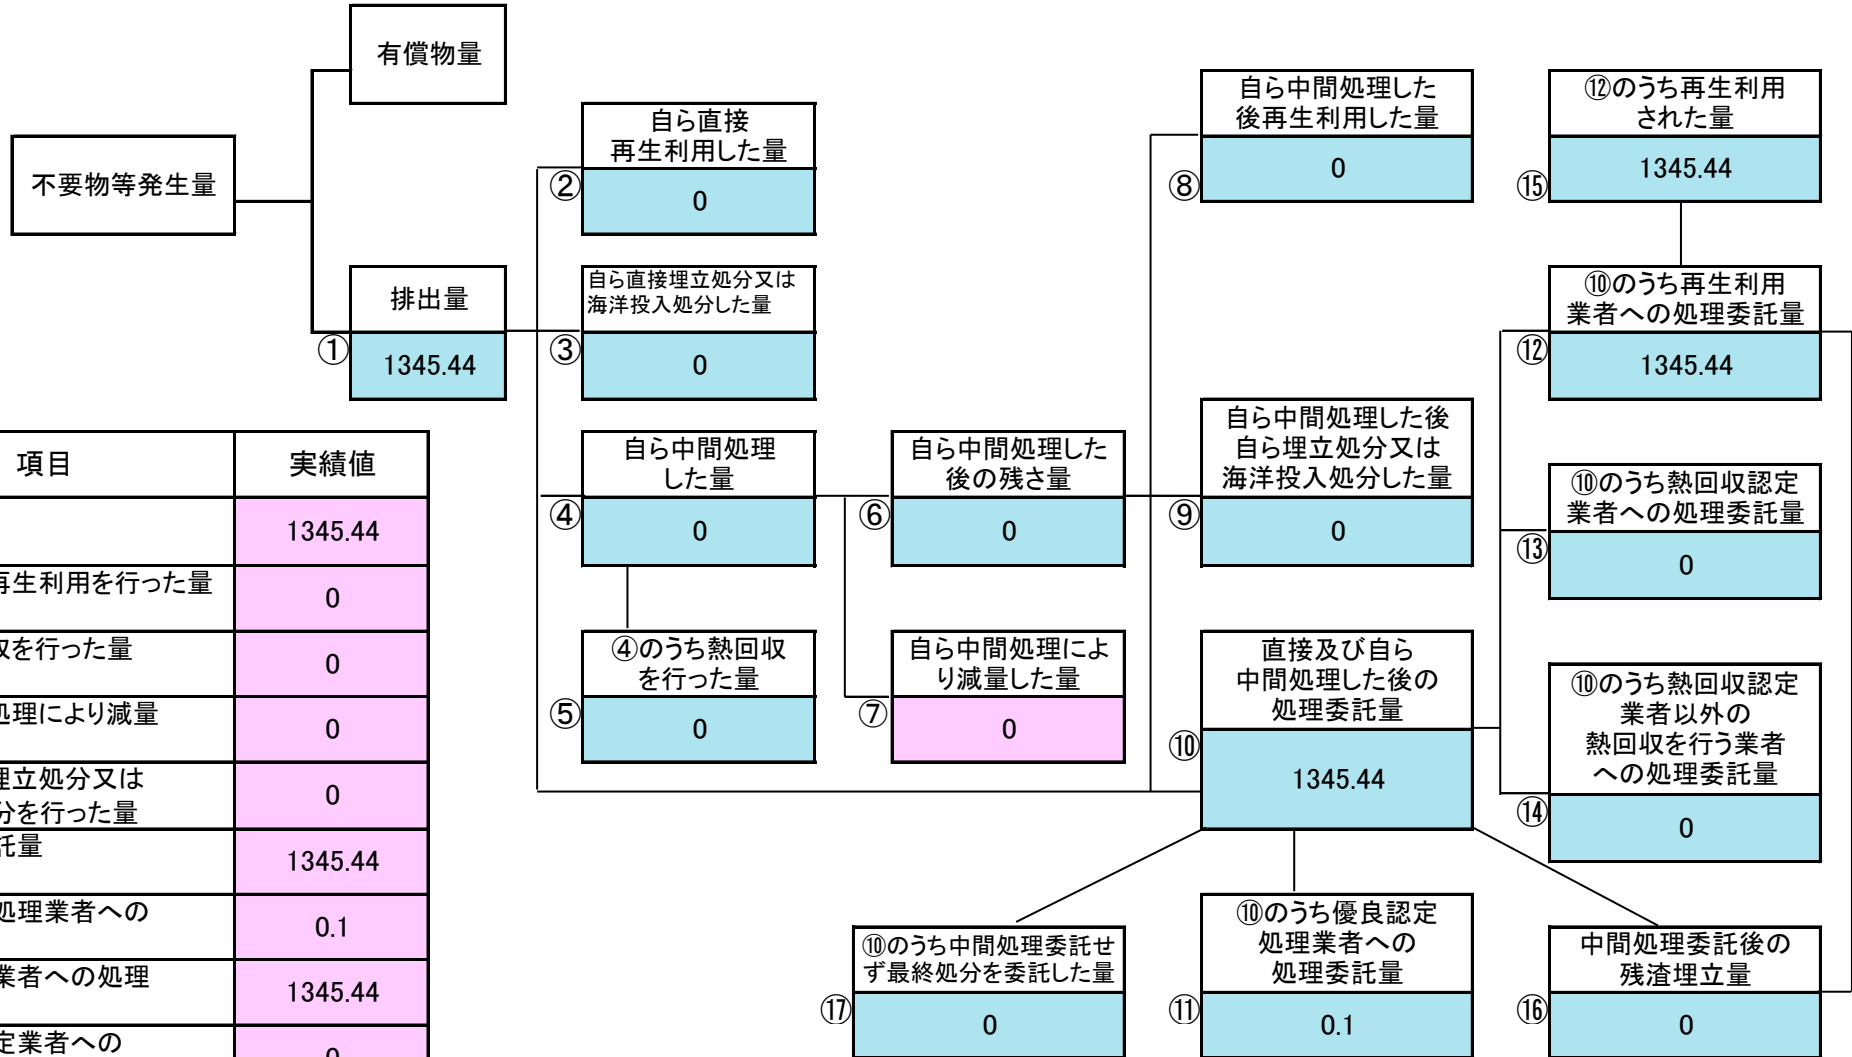 有償物量
不要物等発生量
排出量
①
1345.44
自ら直接
再生利用した量
②
0
自ら直接埋立処分又は
海洋投入処分した量
③
0
自ら中間処理
した量
④
0
④のうち熱回収
を行った量
⑤
0
自ら中間処理した
後の残さ量
⑥
0
自ら中間処理によ
り減量した量
⑦
0
自ら中間処理した
後再生利用した量
⑧
0
自ら中間処理した後
自ら埋立処分又は
海洋投入処分した量
⑨
0
直接及び自ら
中間処理した後の
処理委託量
⑩
1345.44
⑫のうち再生利用
された量
⑮
1345.44
⑩のうち再生利用
業者への処理委託量
⑫
1345.44
⑩のうち熱回収認定
業者への処理委託量
⑬
0
⑩のうち熱回収認定
業者以外の
熱回収を行う業者
への処理委託量
⑭
0
⑩のうち中間処理委託せ
ず最終処分を委託した量
⑰
0
⑩のうち優良認定
処理業者への
処理委託量
⑪
0.1
中間処理委託後の
残渣埋立量
⑯
0
項目 実績値
1345.44
再生利用を行った量
0
を行った量
0
処理により減量
0
埋立処分又は
を行った量
0
託量
1345.44
処理業者への
0.1
業者への処理
1345.44
定業者への
0